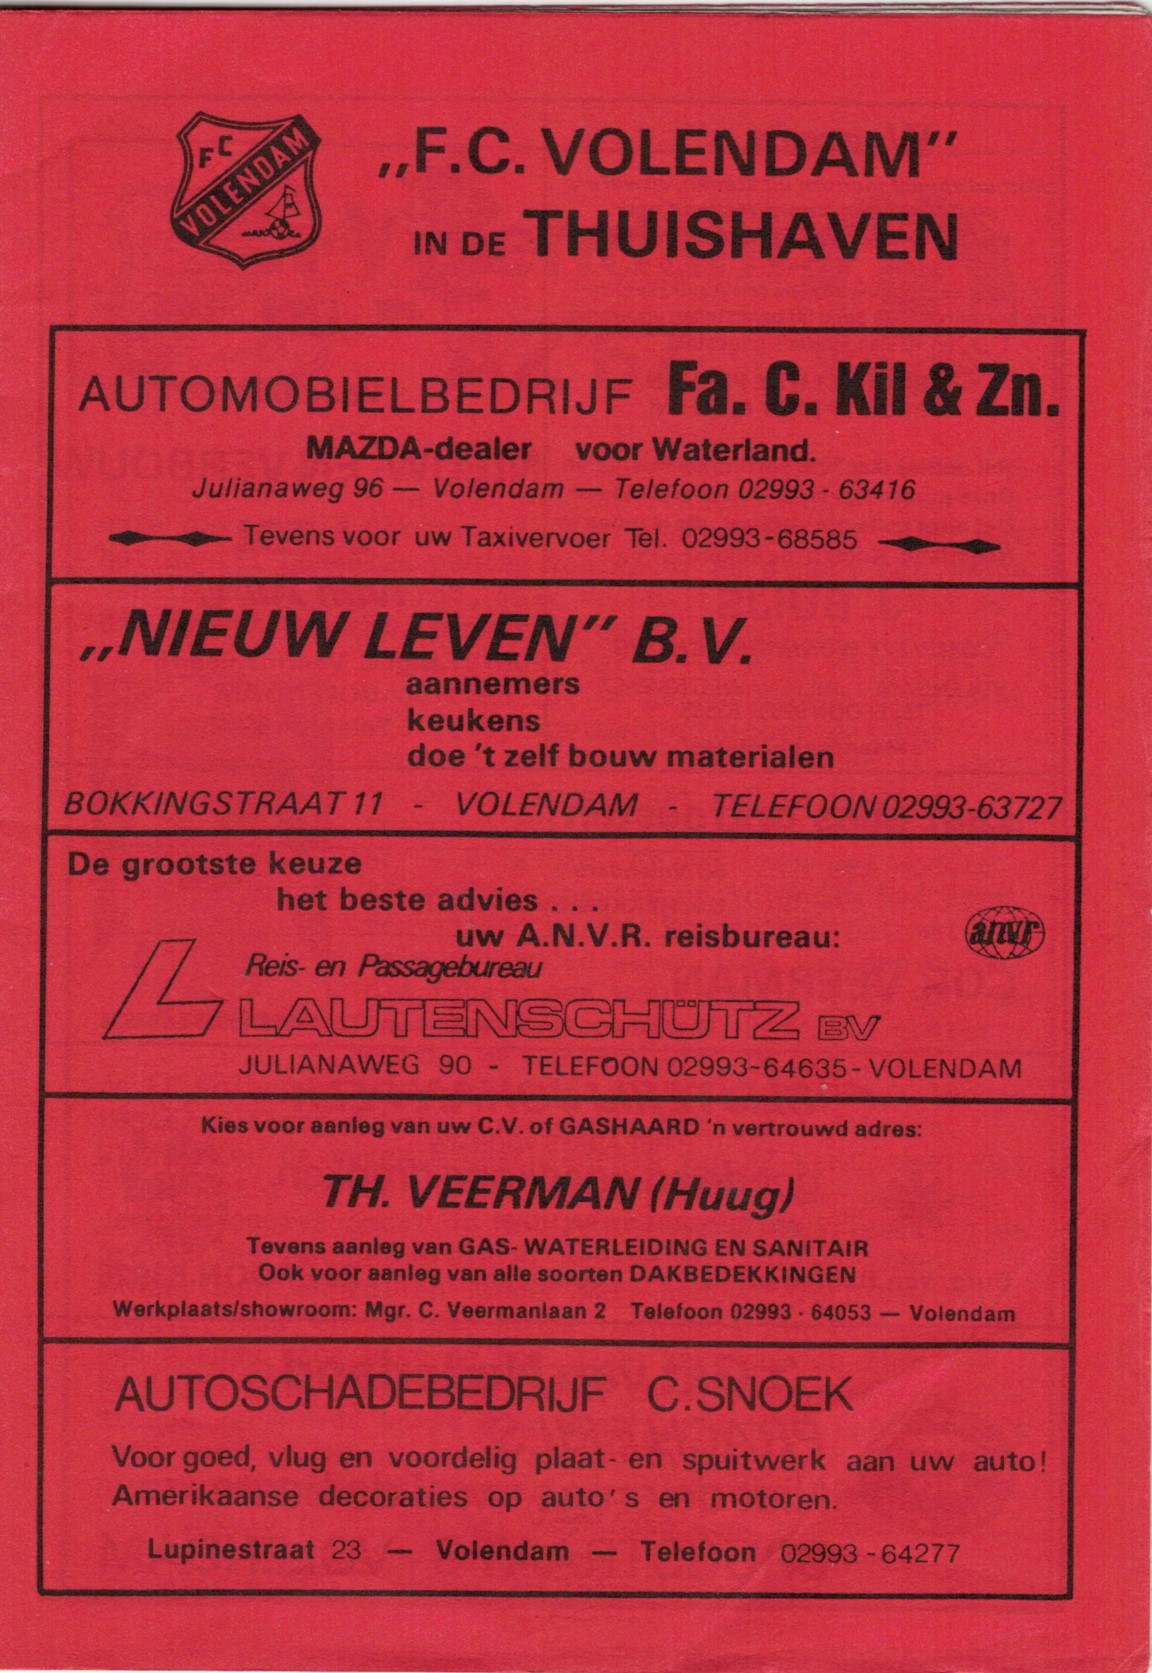 FC
VOLENDAM
„F.C. VOLENDAM”
IN DE THUISHAVEN
AUTOMOBIELBEDRIJF Fa. C. Kil & Zn.
MAZDA-dealer voor Waterland.
Julianaweg 96 — Volendam — Telefoon 02993 - 63416
Tevens voor uw Taxivervoer Tel. 02993-68585
„NIEUW LEVEN” B.V.
aannemers
keukens
doe 't zelf bouw materialen
BOKKINGSTRAAT 11 - VOLENDAM - TELEFOON 02993-63727
De grootste keuze
het beste advies . . .
uw A.N.V.R. reisbureau:
anvr
Reis- en Passagebureau
L LAUTENSCHÜTZ BV
JULIANAWEG 90 - TELEFOON 02993-64635 - VOLENDAM
Kies voor aanleg van uw C.V. of GASHAARD 'n vertrouwd adres:
TH. VEERMAN (Huug)
Tevens aanleg van GAS- WATERLEIDING EN SANITAIR
Ook voor aanleg van alle soorten DAKBEDEKKINGEN
Werkplaats/showroom: Mgr. C. Veermanlaan 2 Telefoon 02993 - 64053 — Volendam
AUTOSCHADEBEDRIJF C.SNOEK
Voor goed, vlug en voordelig plaat- en spuitwerk aan uw auto!
Amerikaanse decoraties op auto's en motoren.
Lupinestraat 23 — Volendam — Telefoon 02993 - 64277